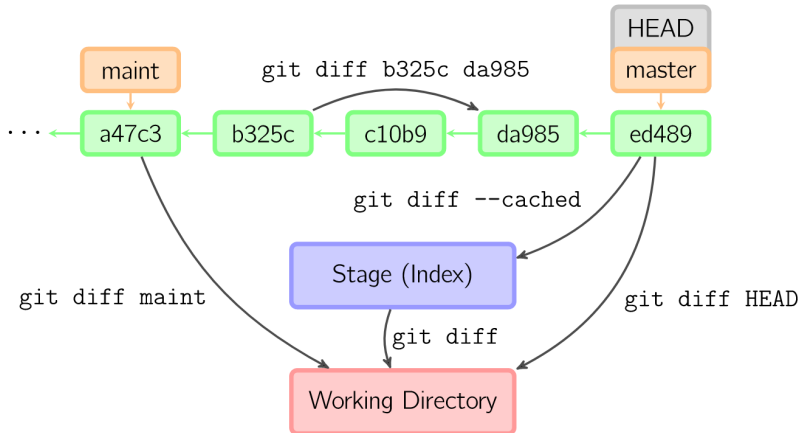 HEAD
maint
git diff b325c da985
master
...
a47c3
b325c
c10b9
da985
ed489
git diff --cached
Stage (Index)
git diff maint
git diff HEAD
git diff
Working Directory